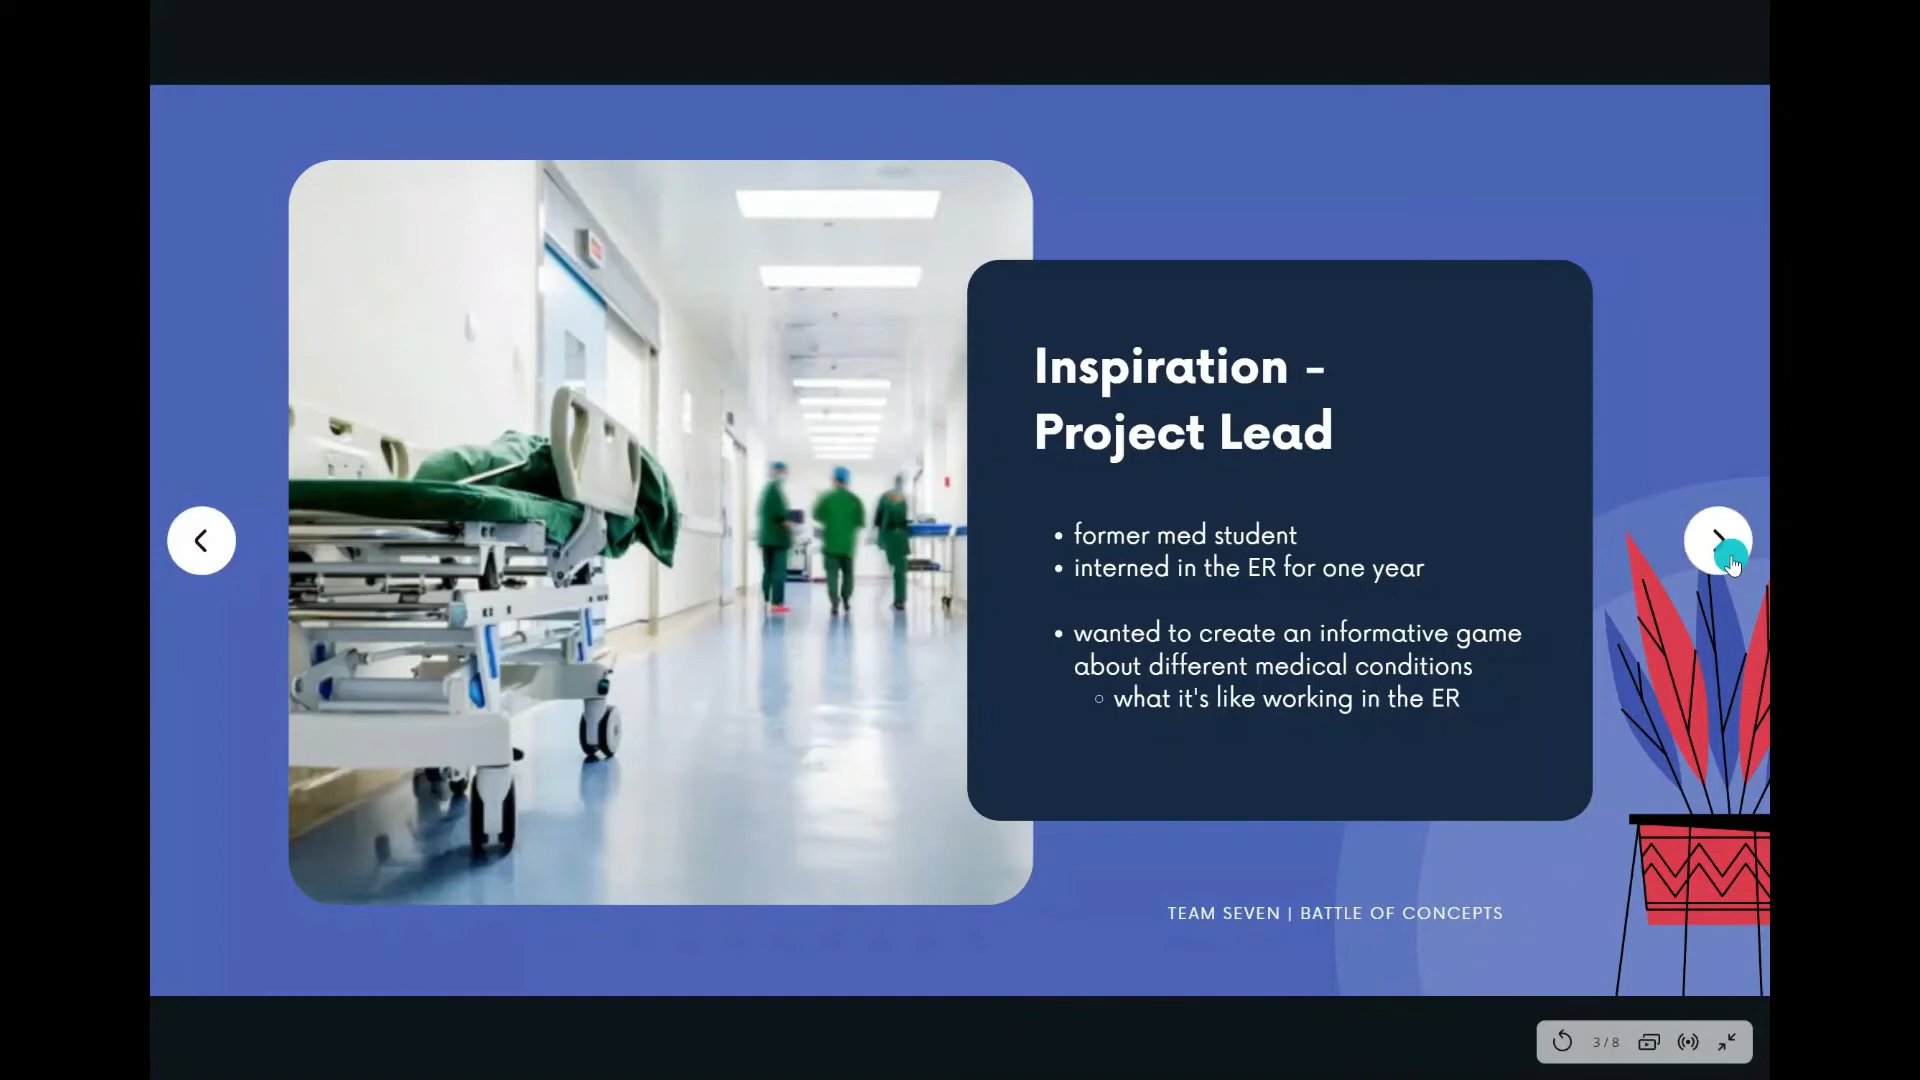 Inspiration -
Project Lead
• former med student
• interned in the ER for one year
• wanted to create an informative game
about different medical conditions
○ what it's like working in the ER
TEAM SEVEN | BATTLE OF CONCEPTS
3 / 8